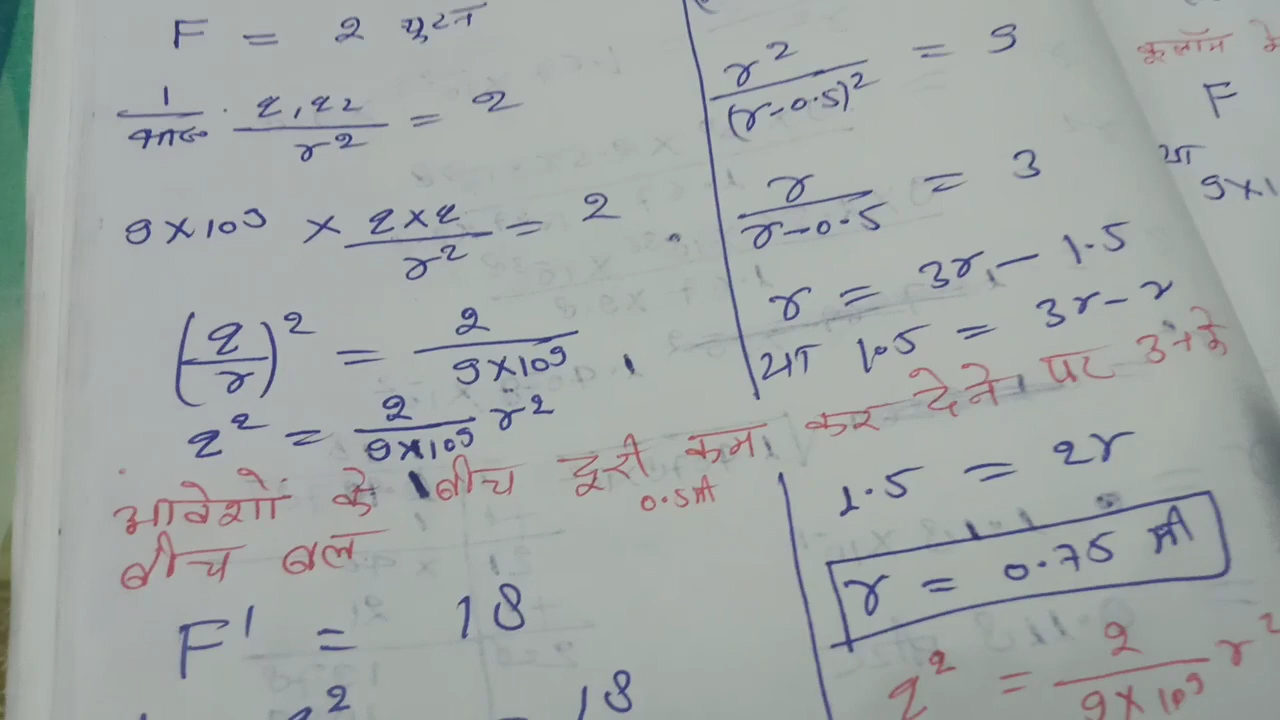 F = 2 न्यूटन
1/4πϵ₀ · q₁q₂/r² = 2
9×10⁹ × q×q/r² = 2
(q/r)² = 2/9×10⁹
q² = 2/9×10⁹ r²
आवेशों के बीच दूरी 0.5मी कम कर देने पर उनके
बीच बल
F' = 18
= 18
r²/(r-0.5)² = 9
r/r-0.5 = 3
r = 3r - 1.5
या 1.5 = 3r-r
1.5 = 2r
r = 0.75 मी
q² = 2/9×10⁹ r²
कूलॉम के
F
या
9×1